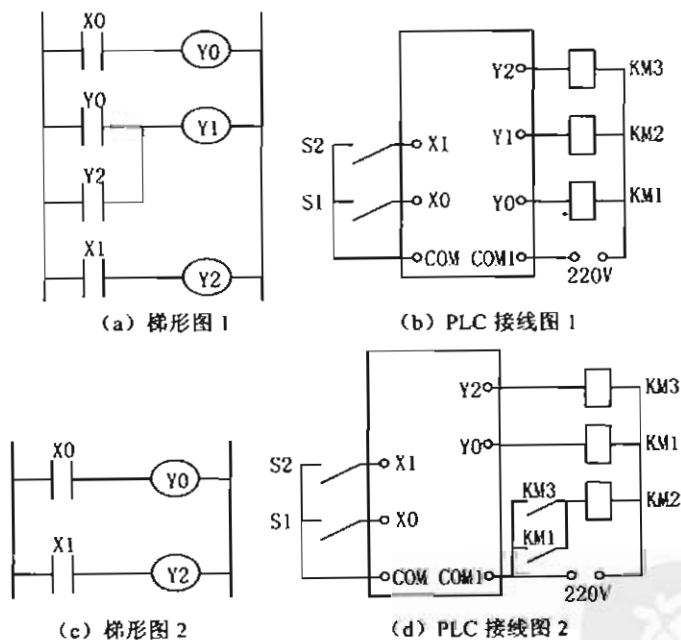 X0
Y0
Y0
Y1
Y2
X1
Y2
(a) 梯形图 1
Y2
KM3
S2
X1
Y1
KM2
S1
X0
Y0
KM1
COM
COM1
220V
(b) PLC 接线图 1
X0
Y0
X1
Y2
(c) 梯形图 2
Y2
KM3
Y0
KM1
S2
X1
KM3
KM2
S1
X0
KM1
COM
COM1
220V
(d) PLC 接线图 2